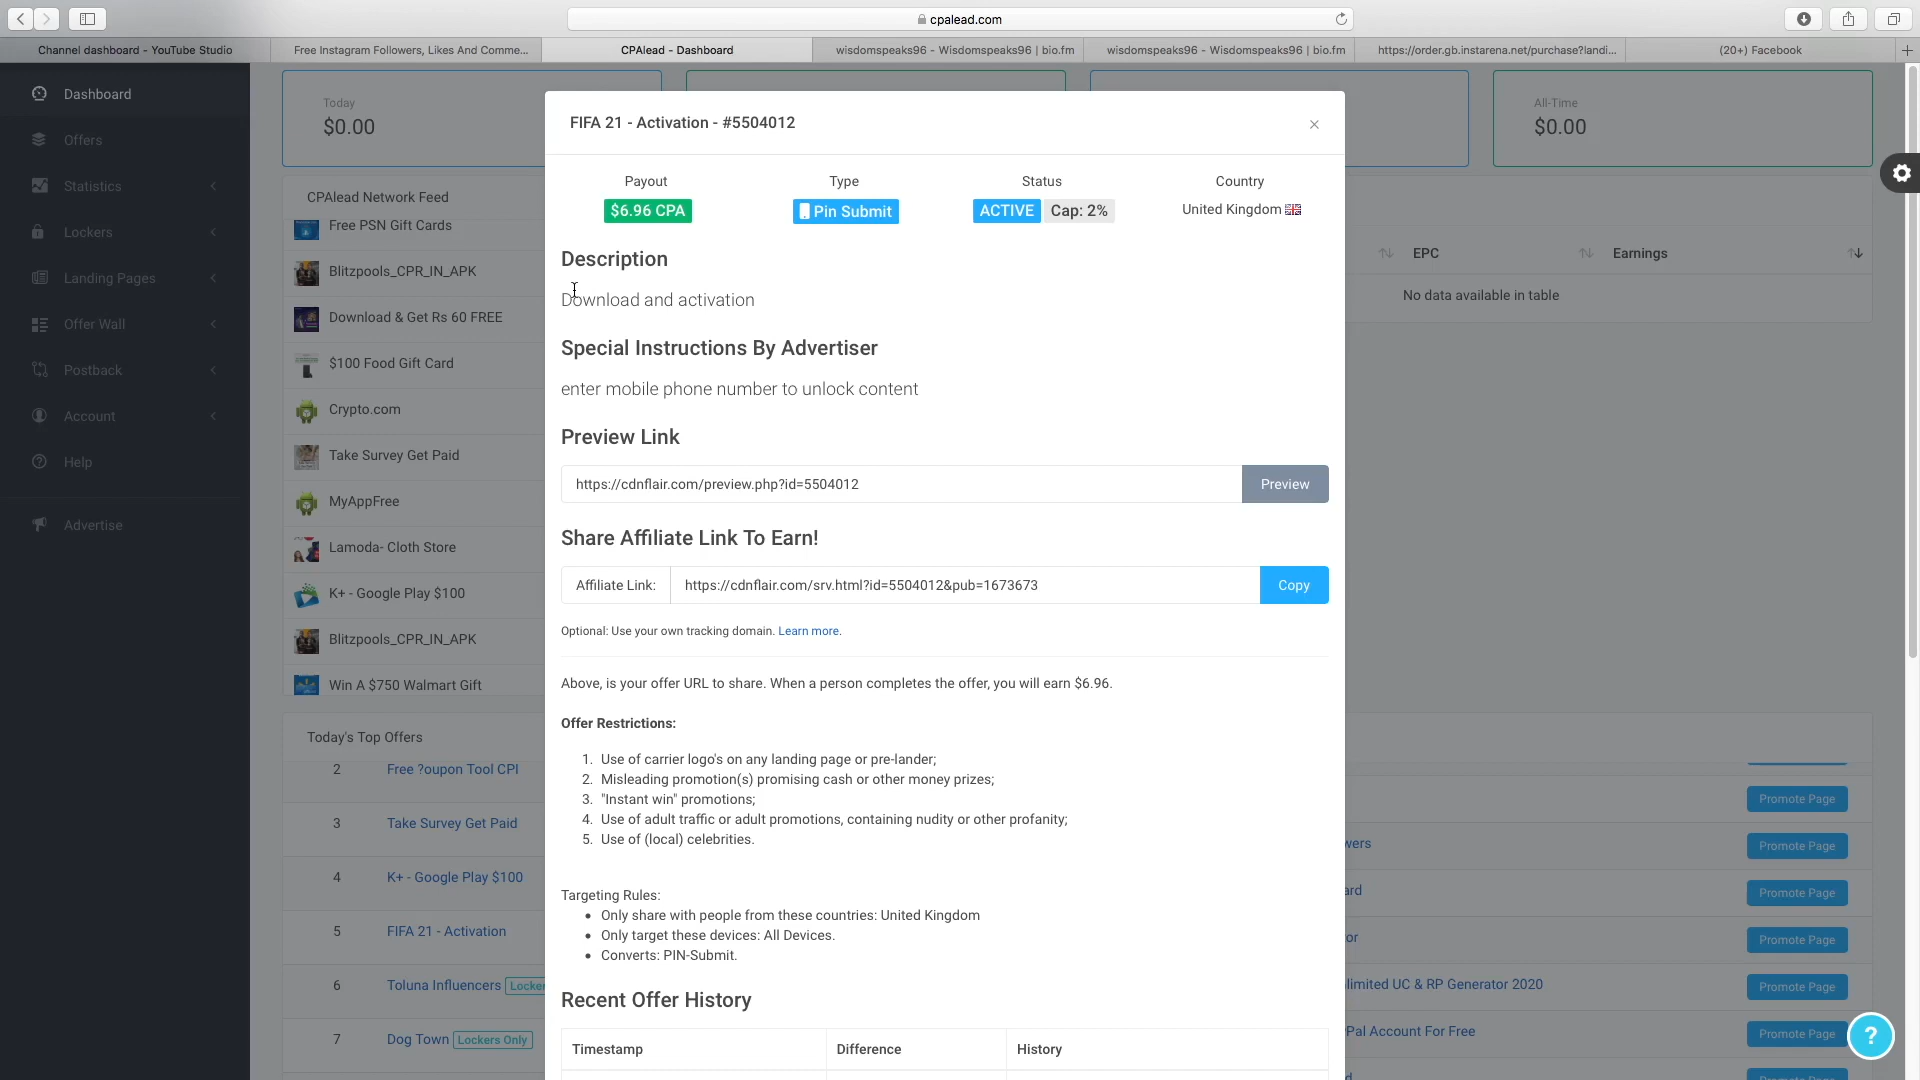 cpalead.com
Channel dashboard - YouTube Studio
Free Instagram Followers, Likes And Comme...
CPAlead - Dashboard
wisdomspeaks96 - Wisdomspeaks96 | bio.fm
wisdomspeaks96 - Wisdomspeaks96 | bio.fm
https://order.gb.instarena.net/purchase?landi...
(20+) Facebook
Dashboard
Offers
Statistics
Lockers
Landing Pages
Offer Wall
Postback
Account
Help
Advertise
Today
$0.00
All-Time
$0.00
CPAlead Network Feed
Free PSN Gift Cards
Blitzpools_CPR_IN_APK
Download & Get Rs 60 FREE
$100 Food Gift Card
Crypto.com
Take Survey Get Paid
MyAppFree
Lamoda- Cloth Store
K+ - Google Play $100
Blitzpools_CPR_IN_APK
Win A $750 Walmart Gift
EPC
Earnings
No data available in table
Today's Top Offers
2 Free ?oupon Tool CPI
3 Take Survey Get Paid
4 K+ - Google Play $100
5 FIFA 21 - Activation
6 Toluna Influencers
7 Dog Town Lockers Only
FIFA 21 - Activation - #5504012
×
Payout
Type
Status
Country
$6.96 CPA
Pin Submit
ACTIVE Cap: 2%
United Kingdom
Description
Download and activation
Special Instructions By Advertiser
enter mobile phone number to unlock content
Preview Link
https://cdnflair.com/preview.php?id=5504012
Preview
Share Affiliate Link To Earn!
Affiliate Link:
https://cdnflair.com/srv.html?id=5504012&pub=1673673
Copy
Optional: Use your own tracking domain. Learn more.
Above, is your offer URL to share. When a person completes the offer, you will earn $6.96.
Offer Restrictions:
1. Use of carrier logo's on any landing page or pre-lander;
2. Misleading promotion(s) promising cash or other money prizes;
3. "Instant win" promotions;
4. Use of adult traffic or adult promotions, containing nudity or other profanity;
5. Use of (local) celebrities.
Targeting Rules:
• Only share with people from these countries: United Kingdom
• Only target these devices: All Devices.
• Converts: PIN-Submit.
Recent Offer History
Timestamp
Difference
History
Promote Page
wers Promote Page
ard Promote Page
or Promote Page
limited UC & RP Generator 2020 Promote Page
Pal Account For Free Promote Page
?